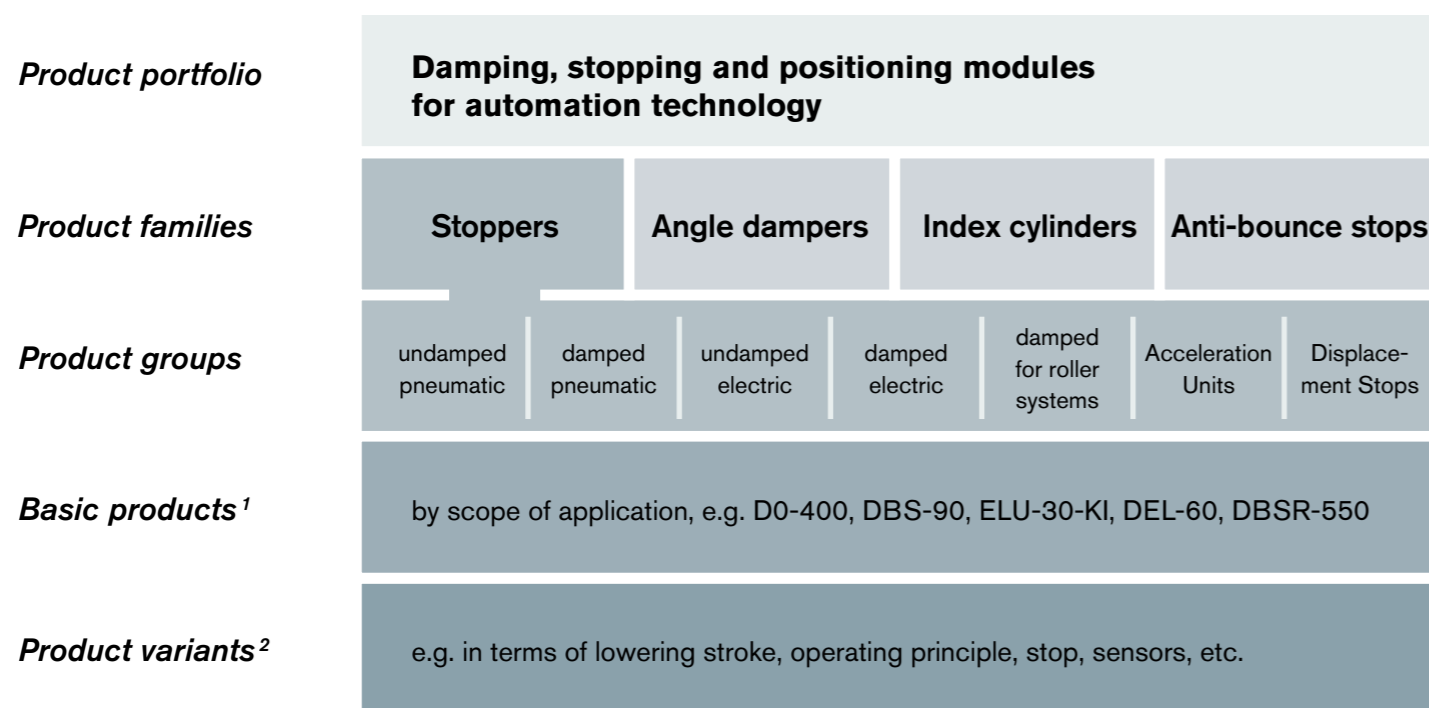 Product portfolio
Damping, stopping and positioning modules
for automation technology
Product families
Stoppers
Angle dampers
Index cylinders
Anti-bounce stops
Product groups
undamped
pneumatic
damped
pneumatic
undamped
electric
damped
electric
damped
for roller
systems
Acceleration
Units
Displace-
ment Stops
Basic products ¹
by scope of application, e.g. D0-400, DBS-90, ELU-30-KI, DEL-60, DBSR-550
Product variants ²
e.g. in terms of lowering stroke, operating principle, stop, sensors, etc.